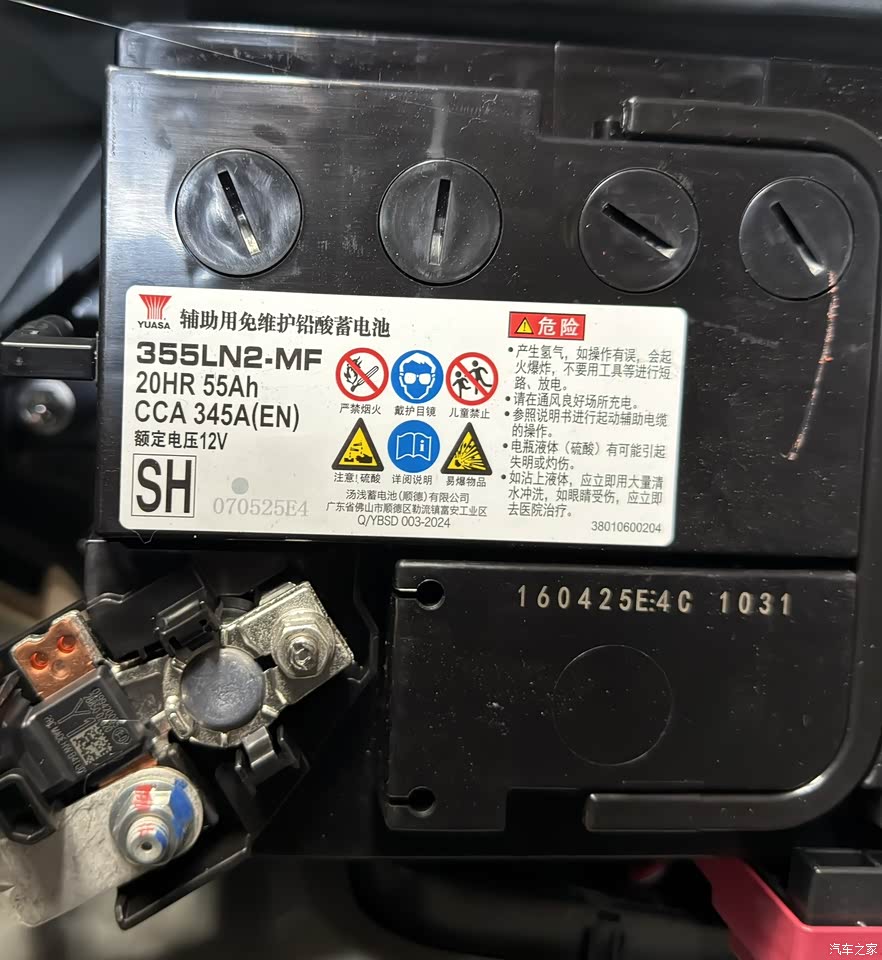 YUASA
辅助用免维护铅酸蓄电池
355LN2-MF
20HR 55Ah
CCA 345A(EN)
额定电压12V
SH
070525E4
严禁烟火
戴护目镜
儿童禁止
注意!硫酸
详阅说明
易爆物品
汤浅蓄电池(顺德)有限公司
广东省佛山市顺德区勒流镇富安工业区
Q/YBSD 003-2024
危险
•产生氢气,如操作有误,会起
火爆炸,不要用工具等进行短
路、放电。
•请在通风良好场所充电。
•参照说明书进行起动辅助电缆
的操作。
•电瓶液体(硫酸)有可能引起
失明或灼伤。
•如沾上液体,应立即用大量清
水冲洗,如眼睛受伤,应立即
去医院治疗。
38010600204
160425E4C 1031
Y1
汽车之家